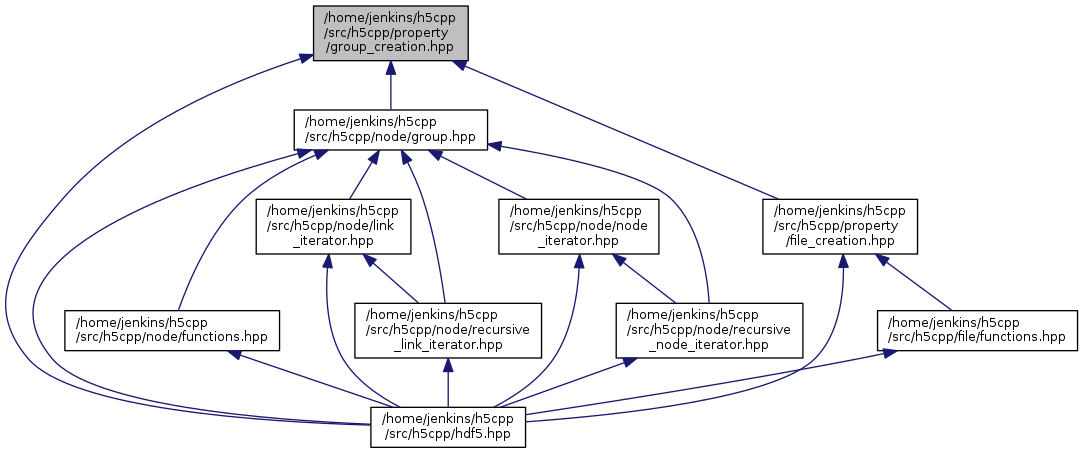 /home/jenkins/h5cpp
/src/h5cpp/property
/group_creation.hpp
/home/jenkins/h5cpp
/src/h5cpp/node/group.hpp
/home/jenkins/h5cpp
/src/h5cpp/node/link
_iterator.hpp
/home/jenkins/h5cpp
/src/h5cpp/node/node
_iterator.hpp
/home/jenkins/h5cpp
/src/h5cpp/property
/file_creation.hpp
/home/jenkins/h5cpp
/src/h5cpp/node/functions.hpp
/home/jenkins/h5cpp
/src/h5cpp/node/recursive
_link_iterator.hpp
/home/jenkins/h5cpp
/src/h5cpp/node/recursive
_node_iterator.hpp
/home/jenkins/h5cpp
/src/h5cpp/file/functions.hpp
/home/jenkins/h5cpp
/src/h5cpp/hdf5.hpp